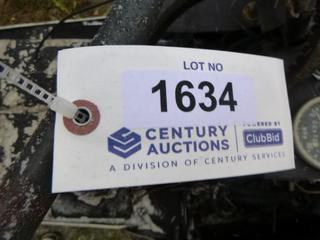 LOT NO
1634
CENTURY AUCTIONS
POWERED BY
ClubBid
A DIVISION OF CENTURY SERVICES